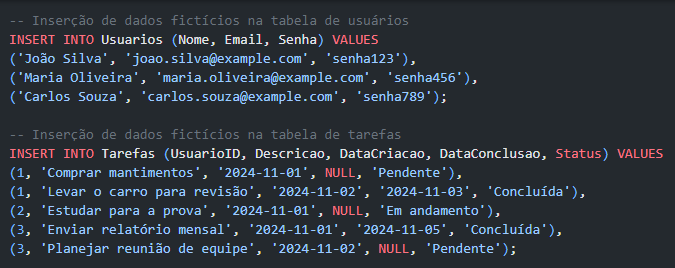 -- Inserção de dados fictícios na tabela de usuários
INSERT INTO Usuarios (Nome, Email, Senha) VALUES
('João Silva', 'joao.silva@example.com', 'senha123'),
('Maria Oliveira', 'maria.oliveira@example.com', 'senha456'),
('Carlos Souza', 'carlos.souza@example.com', 'senha789');
-- Inserção de dados fictícios na tabela de tarefas
INSERT INTO Tarefas (UsuarioID, Descricao, DataCriacao, DataConclusao, Status) VALUES
(1, 'Comprar mantimentos', '2024-11-01', NULL, 'Pendente'),
(1, 'Levar o carro para revisão', '2024-11-02', '2024-11-03', 'Concluída'),
(2, 'Estudar para a prova', '2024-11-01', NULL, 'Em andamento'),
(3, 'Enviar relatório mensal', '2024-11-01', '2024-11-05', 'Concluída'),
(3, 'Planejar reunião de equipe', '2024-11-02', NULL, 'Pendente');